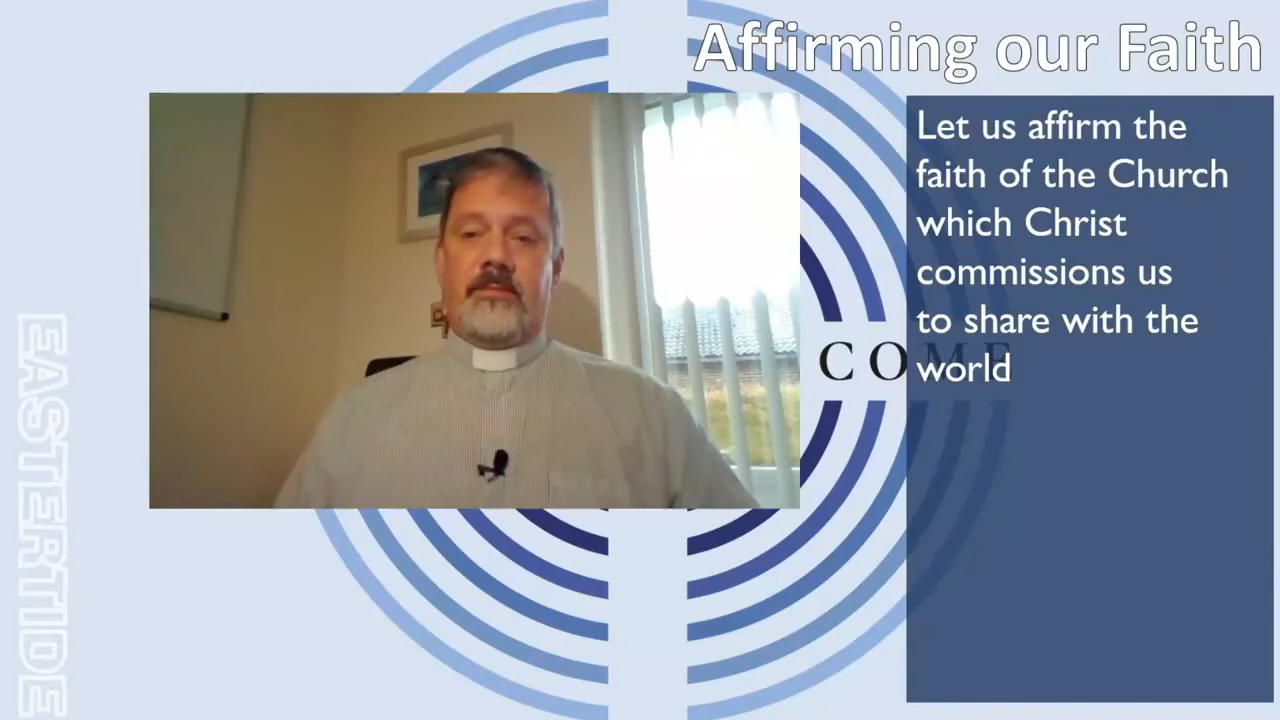 Affirming our Faith
Let us affirm the
faith of the Church
which Christ
commissions us
to share with the
world
COME
EASTERTIDE